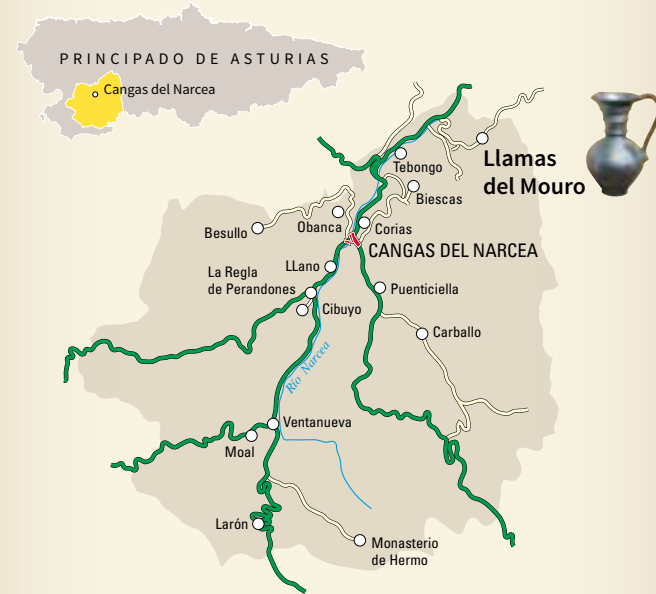 PRINCIPADO DE ASTURIAS
Cangas del Narcea
Tebongo
Llamas
del Mouro
Biescas
Besullo
Obanca
Corias
CANGAS DEL NARCEA
LLano
La Regla
de Perandones
Puenticiella
Cibuyo
Carballo
Río Narcea
Ventanueva
Moal
Larón
Monasterio
de Hermo